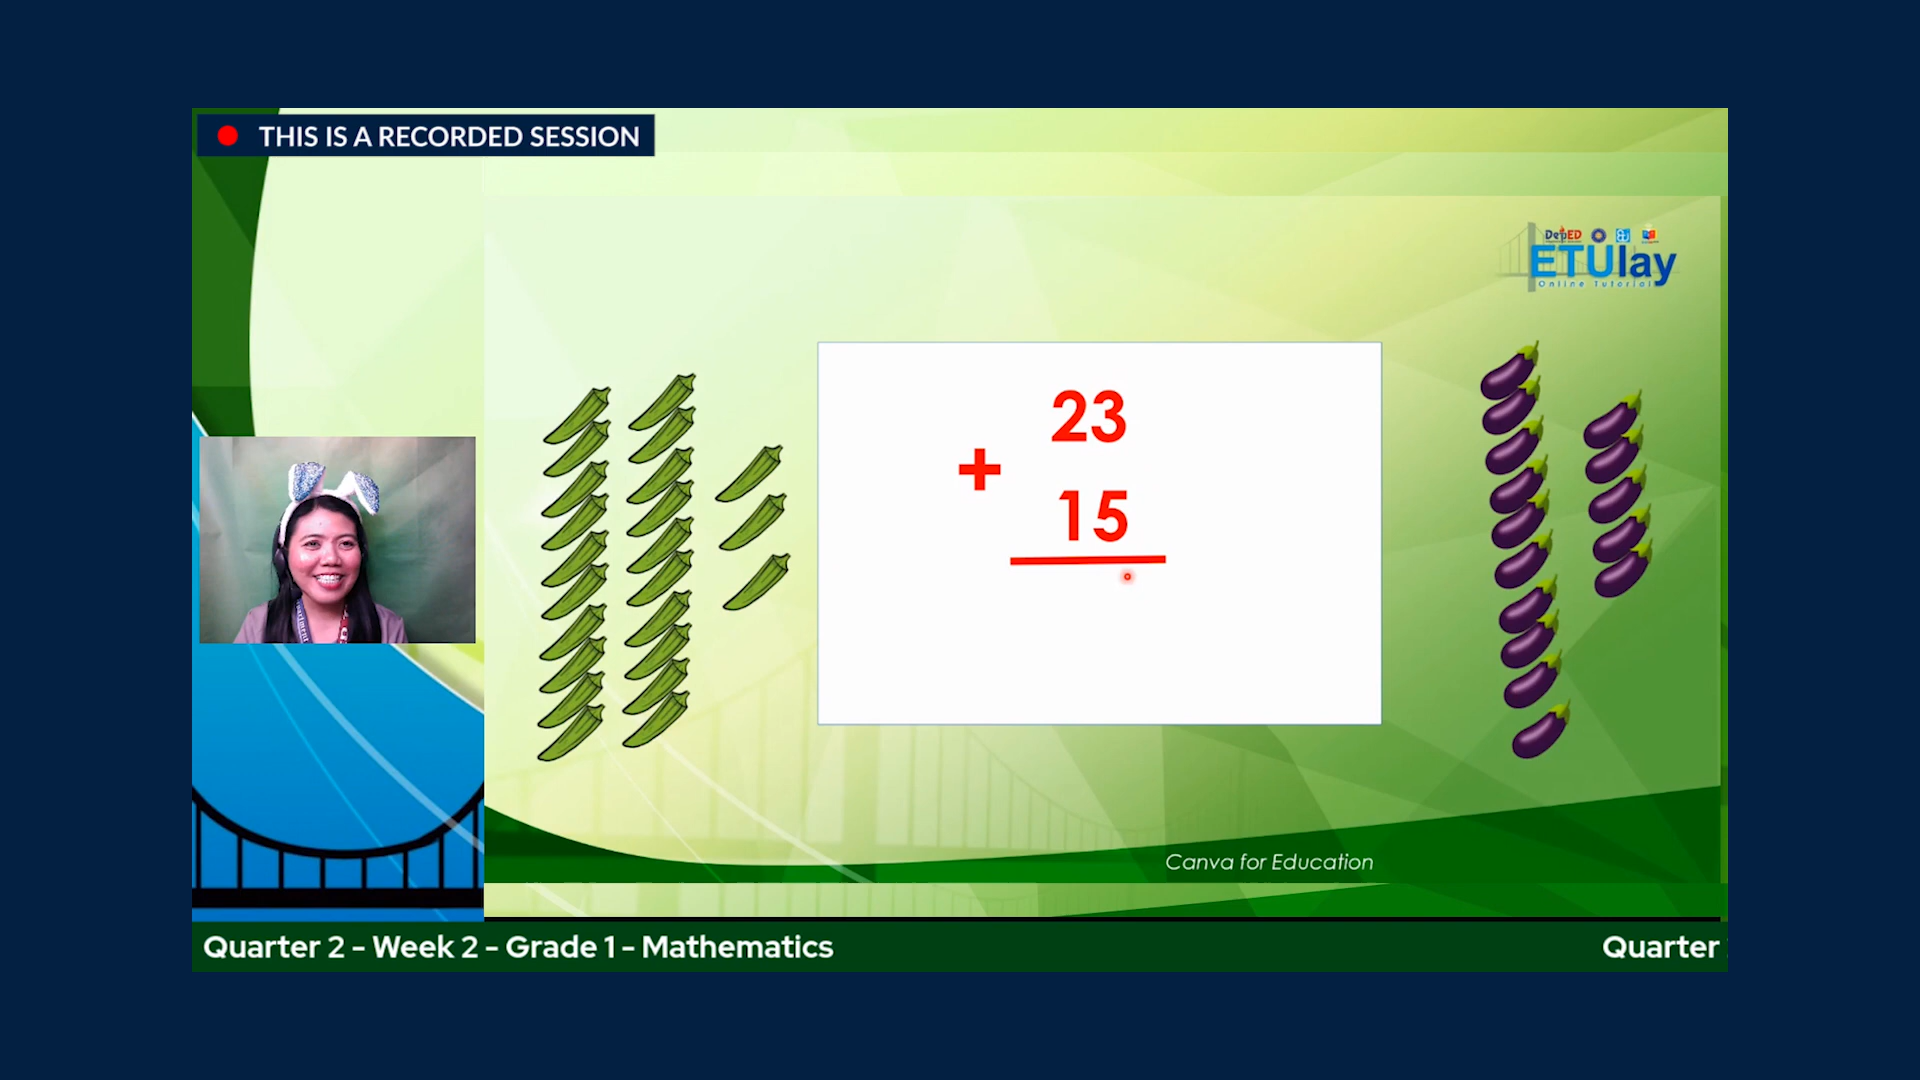 THIS IS A RECORDED SESSION
DepED
ETUlay
Online Tutorial
23
+
15
Canva for Education
Quarter 2 - Week 2 - Grade 1 - Mathematics
Quarter